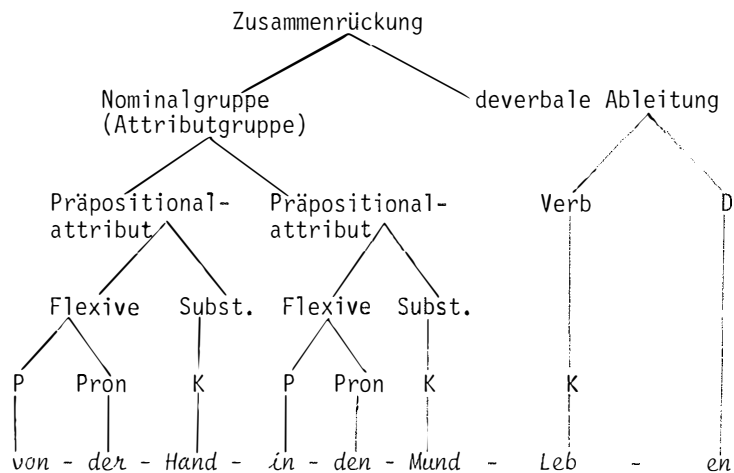 Zusammenrückung
Nominalgruppe deverbale Ableitung
(Attributgruppe)
Präpositional- Präpositional- Verb D
attribut attribut
Flexive Subst. Flexive Subst.
P Pron K P Pron K K
von - der - Hand - in - den - Mund - Leb - en